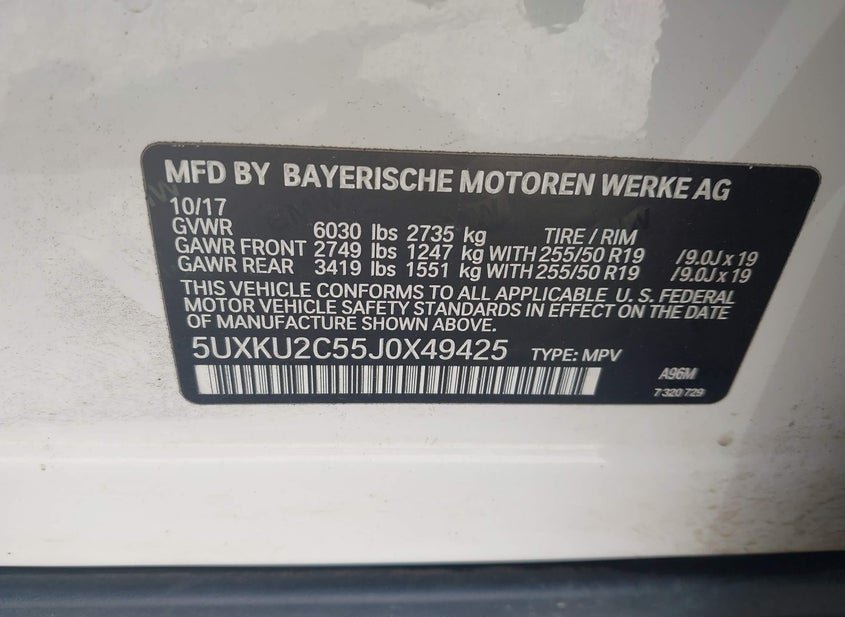 MFD BY BAYERISCHE MOTOREN WERKE AG
10/17
GVWR 6030 lbs 2735 kg TIRE / RIM
GAWR FRONT 2749 lbs 1247 kg WITH 255/50 R19 /9.0J x 19
GAWR REAR 3419 lbs 1551 kg WITH 255/50 R19 /9.0J x 19
THIS VEHICLE CONFORMS TO ALL APPLICABLE U. S. FEDERAL
MOTOR VEHICLE SAFETY STANDARDS IN EFFECT ON THE DATE
OF MANUFACTURE SHOWN ABOVE.
5UXKU2C55J0X49425 TYPE: MPV
A96M
7 320 729